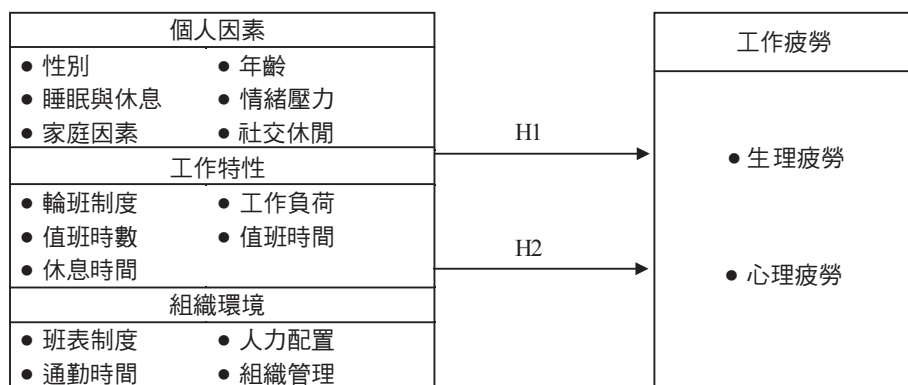 個人因素
● 性別 ● 年齡
● 睡眠與休息 ● 情緒壓力
● 家庭因素 ● 社交休閒
工作特性
● 輪班制度 ● 工作負荷
● 值班時數 ● 值班時間
● 休息時間
組織環境
● 班表制度 ● 人力配置
● 通勤時間 ● 組織管理
H1
H2
工作疲勞
● 生理疲勞
● 心理疲勞